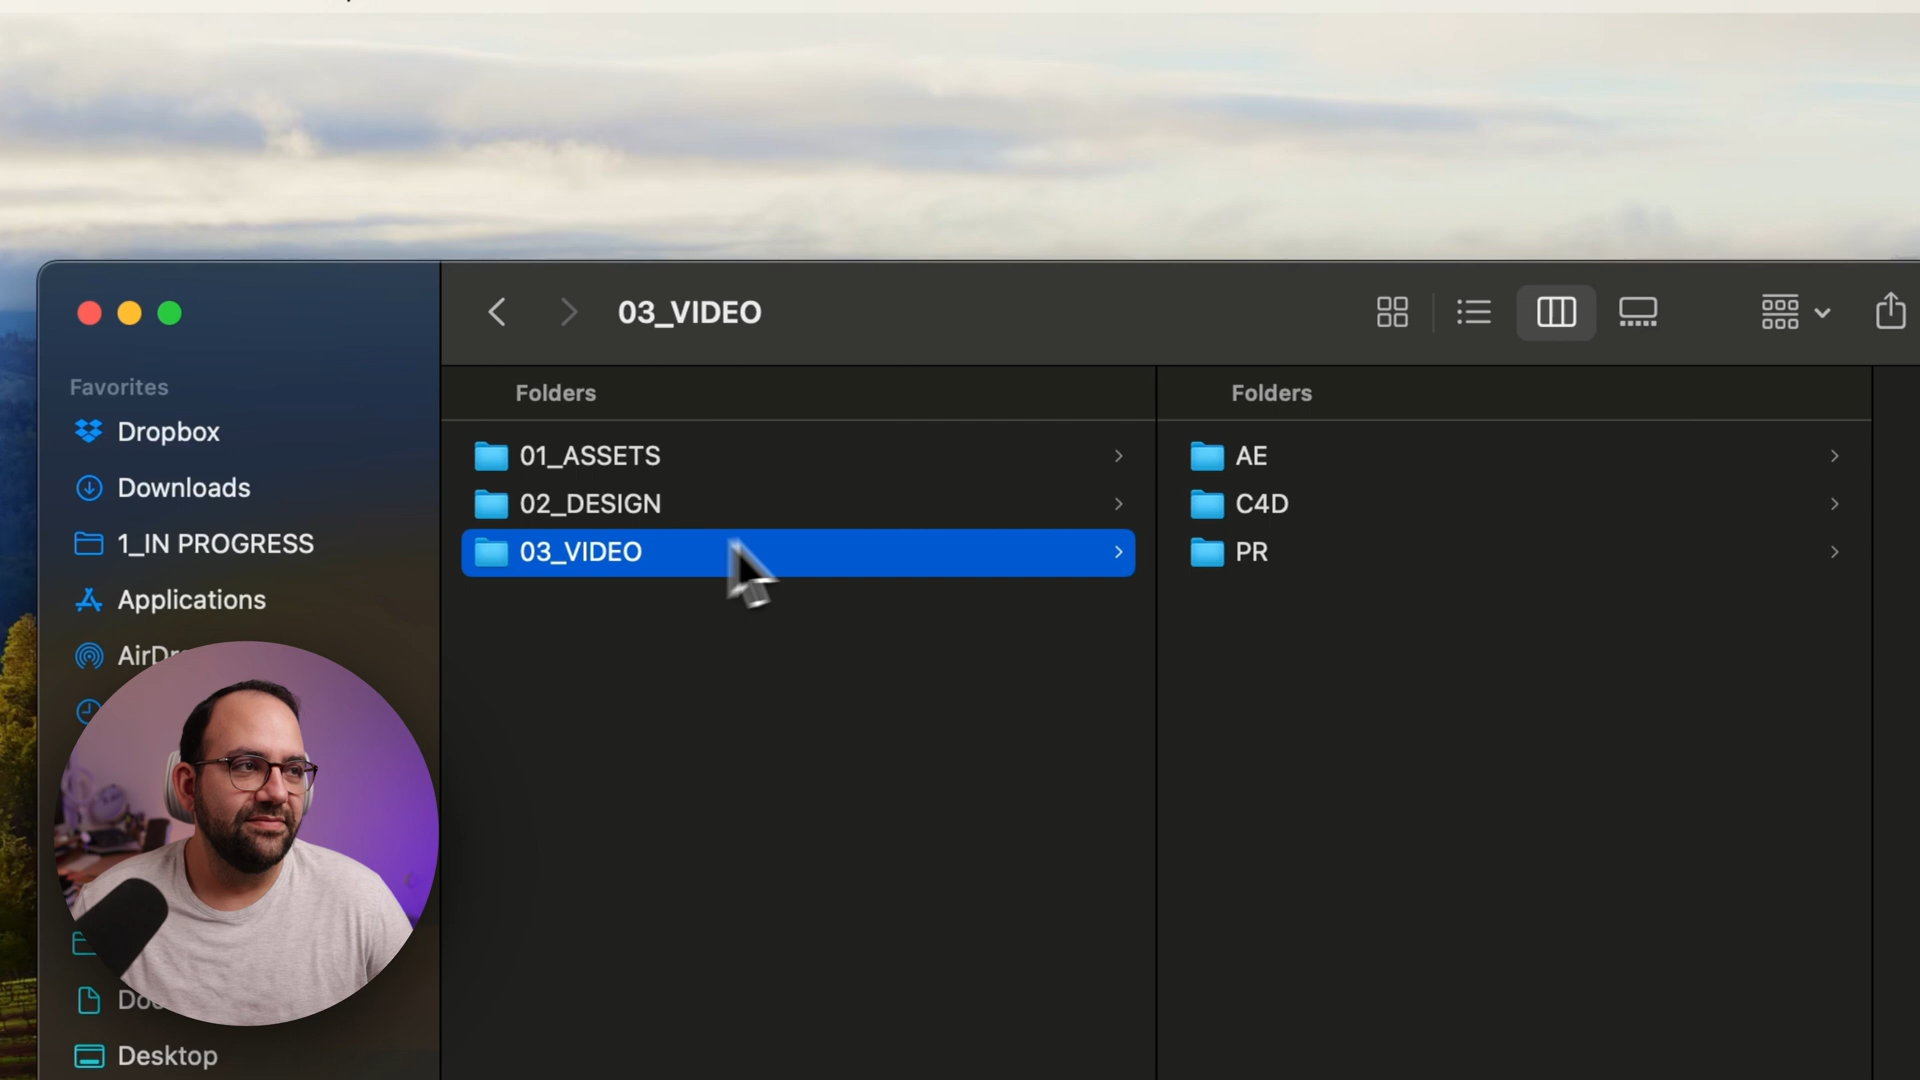 03_VIDEO
Favorites
Dropbox
Downloads
1_IN PROGRESS
Applications
Desktop
Folders
01_ASSETS
02_DESIGN
03_VIDEO
Folders
AE
C4D
PR